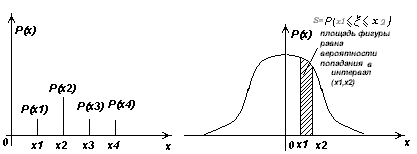 P(x)
P(x1)
P(x2)
P(x3)
P(x4)
0
x1
x2
x3
x4
x
S=P(x1≤ξ≤x2)
P(x)
площадь фигуры
равна
вероятности
попадания в
интервал
(x1,x2)
0
x1
x2
x